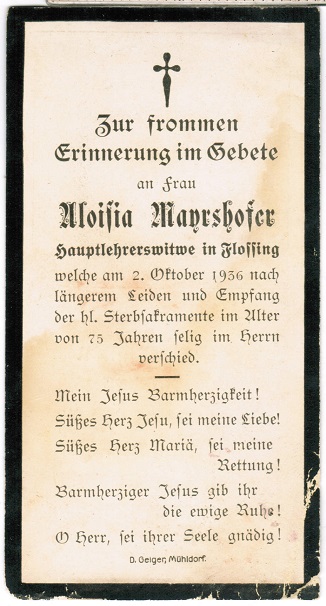 Zur frommen
Erinnerung im Gebete
an Frau
Aloisia Mayrshofer
Hauptlehrerswitwe in Flossing
welche am 2. Oktober 1936 nach
längerem Leiden und Empfang
der hl. Sterbsakramente im Alter
von 75 Jahren selig im Herrn
verschied.
Mein Jesus Barmherzigkeit!
Süßes Herz Jesu, sei meine Liebe!
Süßes Herz Mariä, sei meine
Rettung!
Barmherziger Jesus gib ihr
die ewige Ruhe!
O Herr, sei ihrer Seele gnädig!
D. Geiger, Mühldorf.